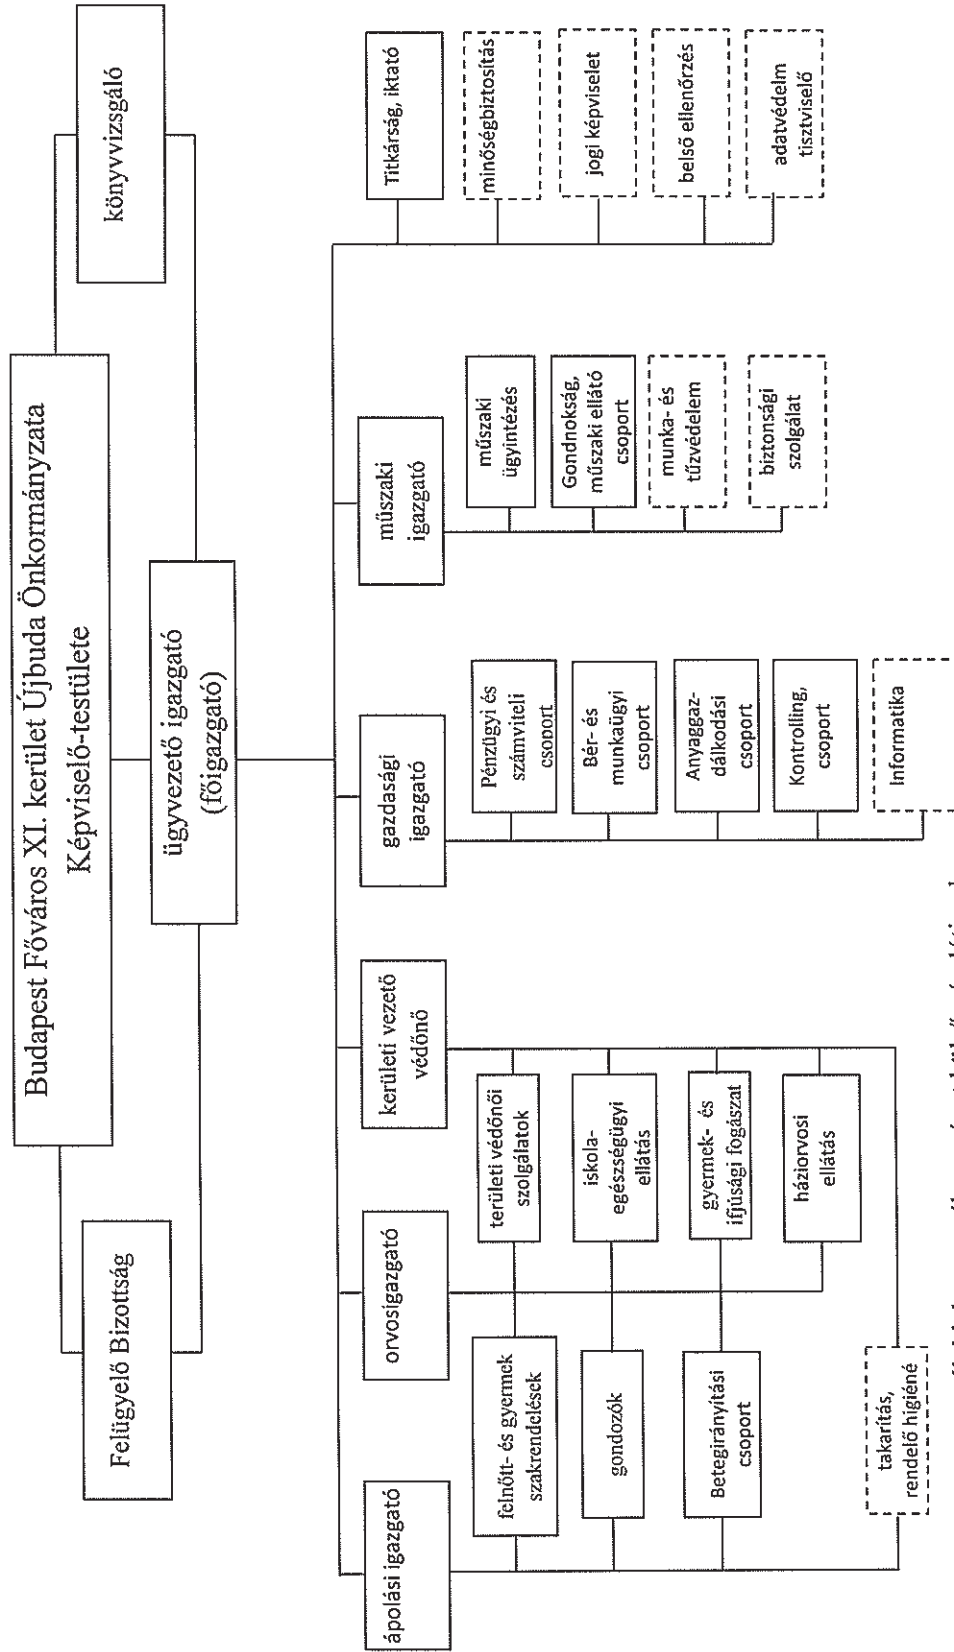 Budapest Főváros XI. kerület Újbuda Önkormányzata
Képviselő-testülete
Felügyelő Bizottság
könyvvizsgáló
ügyvezető igazgató
(főigazgató)
ápolási igazgató
orvosigazgató
kerületi vezető
védőnő
gazdasági
igazgató
műszaki
igazgató
Titkárság, iktató
minőségbiztosítás
jogi képviselet
belső ellenőrzés
adatvédelm
tisztviselő
felnőtt- és gyermek
szakrendelések
gondozók
Betegirányítási
csoport
takarítás,
rendelő higiéné
területi védőnői
szolgálatok
iskola-
egészségügyi
ellátás
gyermek- és
ifjúsági fogászat
háziorvosi
ellátás
Pénzügyi és
számviteli
csoport
Bér- és
munkaügyi
csoport
Anyaggaz-
dálkodási
csoport
Kontrolling,
csoport
Informatika
műszaki
ügyintézés
Gondnokság,
műszaki ellátó
csoport
munka- és
tűzvédelem
biztonsági
szolgálat